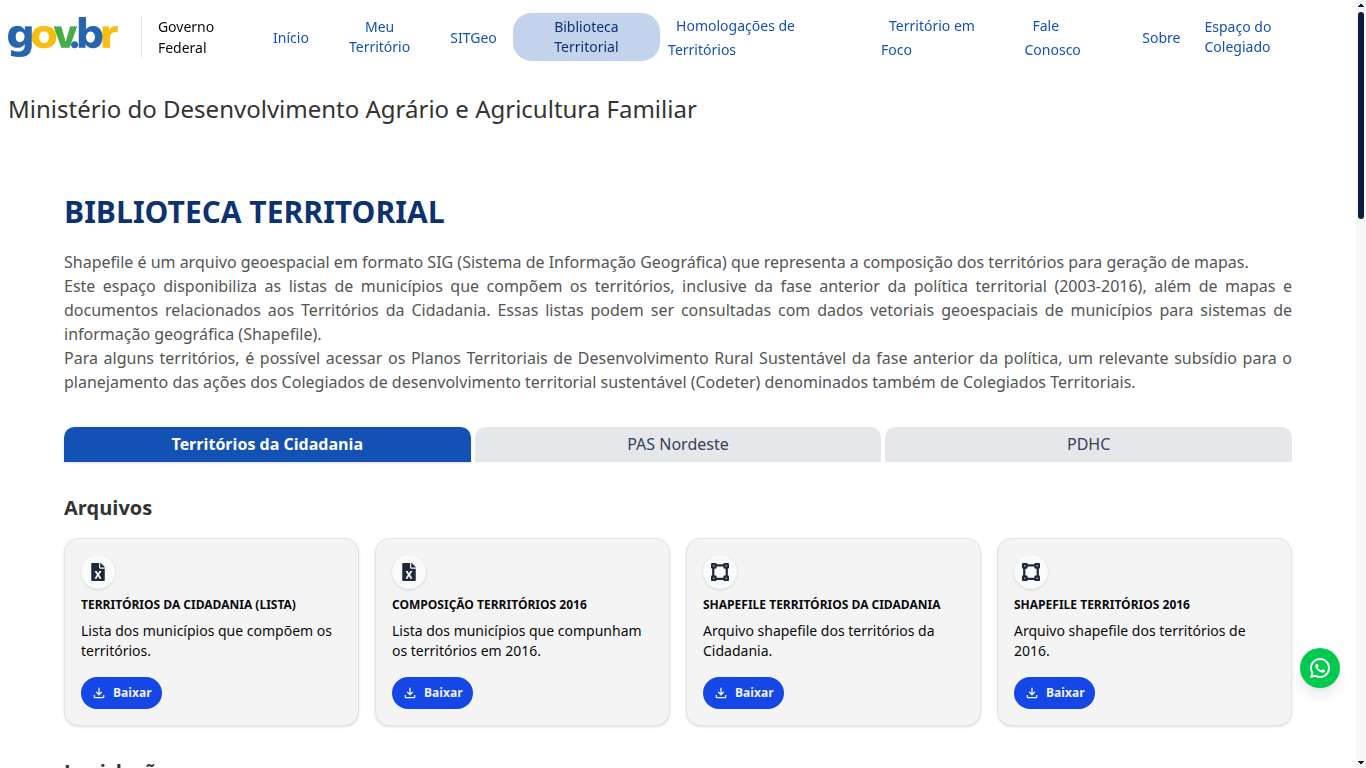 gov.br
Governo
Federal
Início
Meu
Território
SITGeo
Biblioteca
Territorial
Homologações de
Territórios
Território em
Foco
Fale
Conosco
Sobre
Espaço do
Colegiado
Ministério do Desenvolvimento Agrário e Agricultura Familiar
BIBLIOTECA TERRITORIAL
Shapefile é um arquivo geoespacial em formato SIG (Sistema de Informação Geográfica) que representa a composição dos territórios para geração de mapas.
Este espaço disponibiliza as listas de municípios que compõem os territórios, inclusive da fase anterior da política territorial (2003-2016), além de mapas e
documentos relacionados aos Territórios da Cidadania. Essas listas podem ser consultadas com dados vetoriais geoespaciais de municípios para sistemas de
informação geográfica (Shapefile).
Para alguns territórios, é possível acessar os Planos Territoriais de Desenvolvimento Rural Sustentável da fase anterior da política, um relevante subsídio para o
planejamento das ações dos Colegiados de desenvolvimento territorial sustentável (Codeter) denominados também de Colegiados Territoriais.
Territórios da Cidadania
PAS Nordeste
PDHC
Arquivos
TERRITÓRIOS DA CIDADANIA (LISTA)
Lista dos municípios que compõem os
territórios.
Baixar
COMPOSIÇÃO TERRITÓRIOS 2016
Lista dos municípios que compunham
os territórios em 2016.
Baixar
SHAPEFILE TERRITÓRIOS DA CIDADANIA
Arquivo shapefile dos territórios da
Cidadania.
Baixar
SHAPEFILE TERRITÓRIOS 2016
Arquivo shapefile dos territórios de
2016.
Baixar